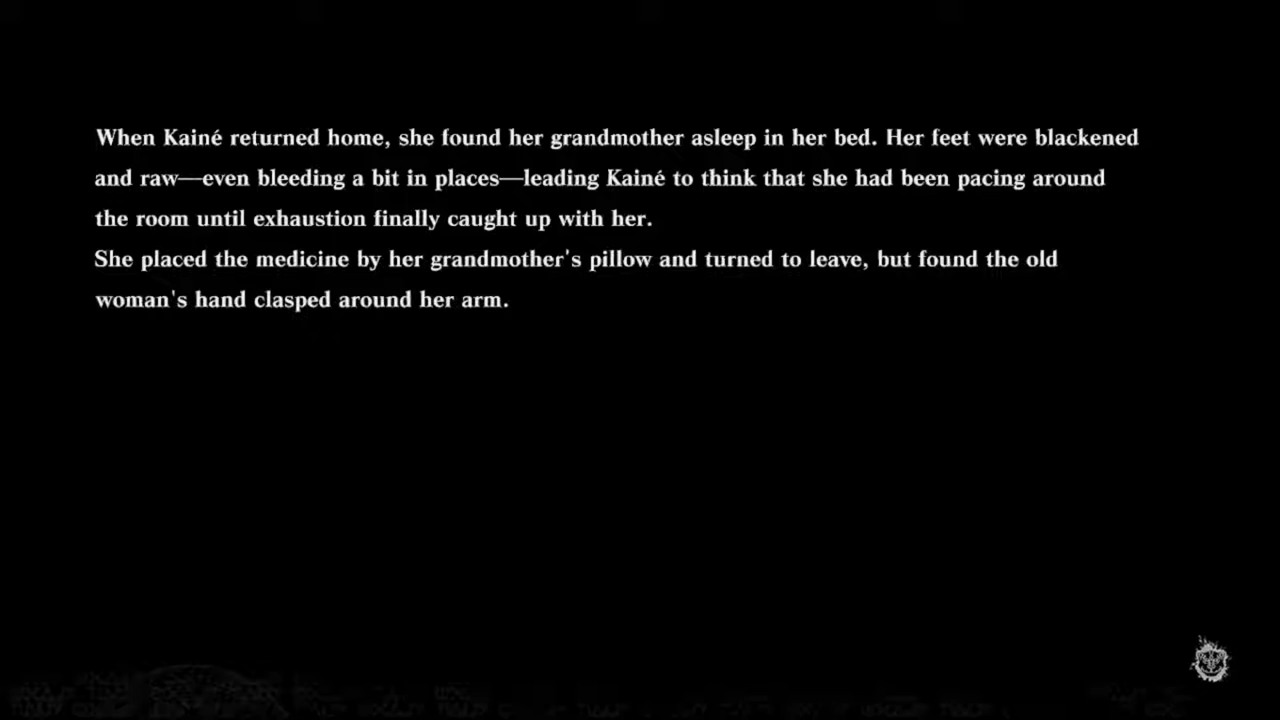 When Kainé returned home, she found her grandmother asleep in her bed. Her feet were blackened
and raw—even bleeding a bit in places—leading Kainé to think that she had been pacing around
the room until exhaustion finally caught up with her.
She placed the medicine by her grandmother's pillow and turned to leave, but found the old
woman's hand clasped around her arm.